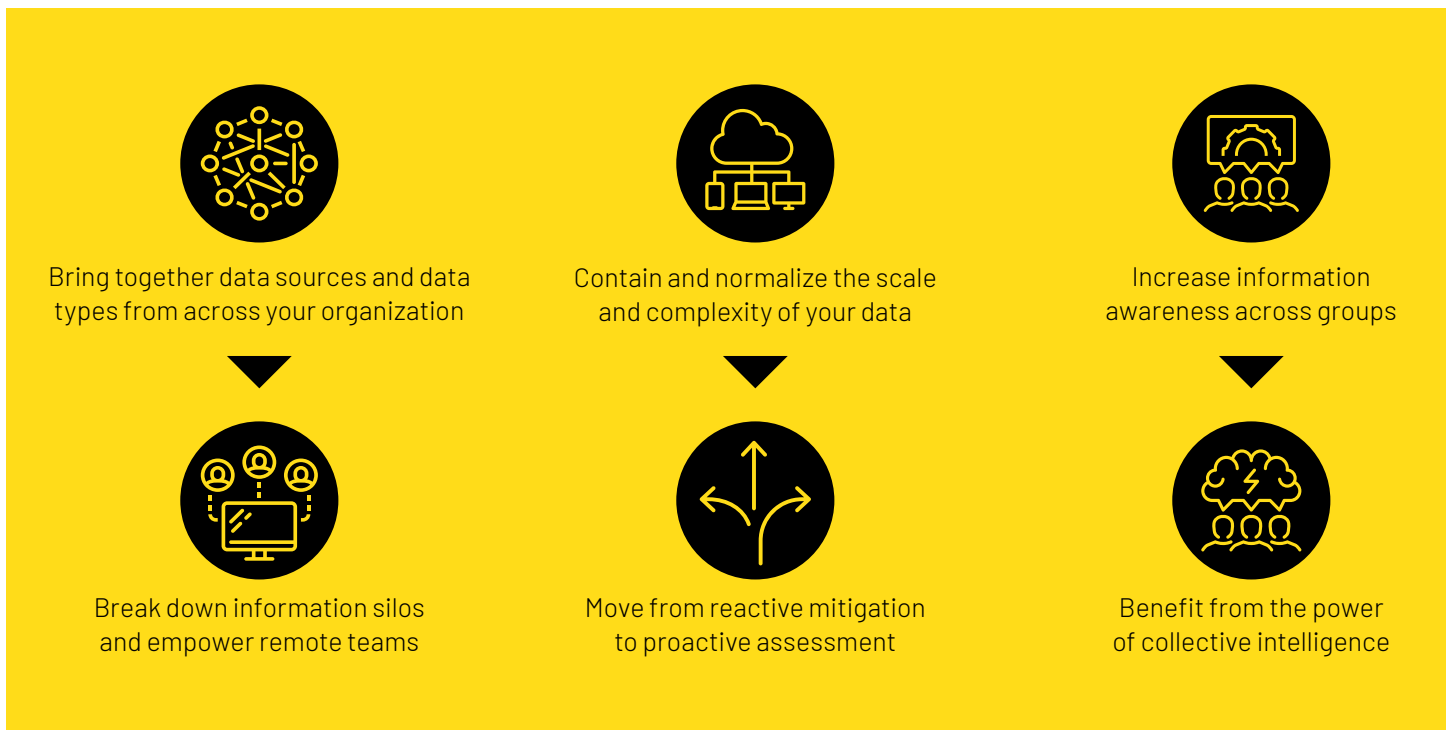 Bring together data sources and data
types from across your organization
Contain and normalize the scale
and complexity of your data
Increase information
awareness across groups
Break down information silos
and empower remote teams
Move from reactive mitigation
to proactive assessment
Benefit from the power
of collective intelligence